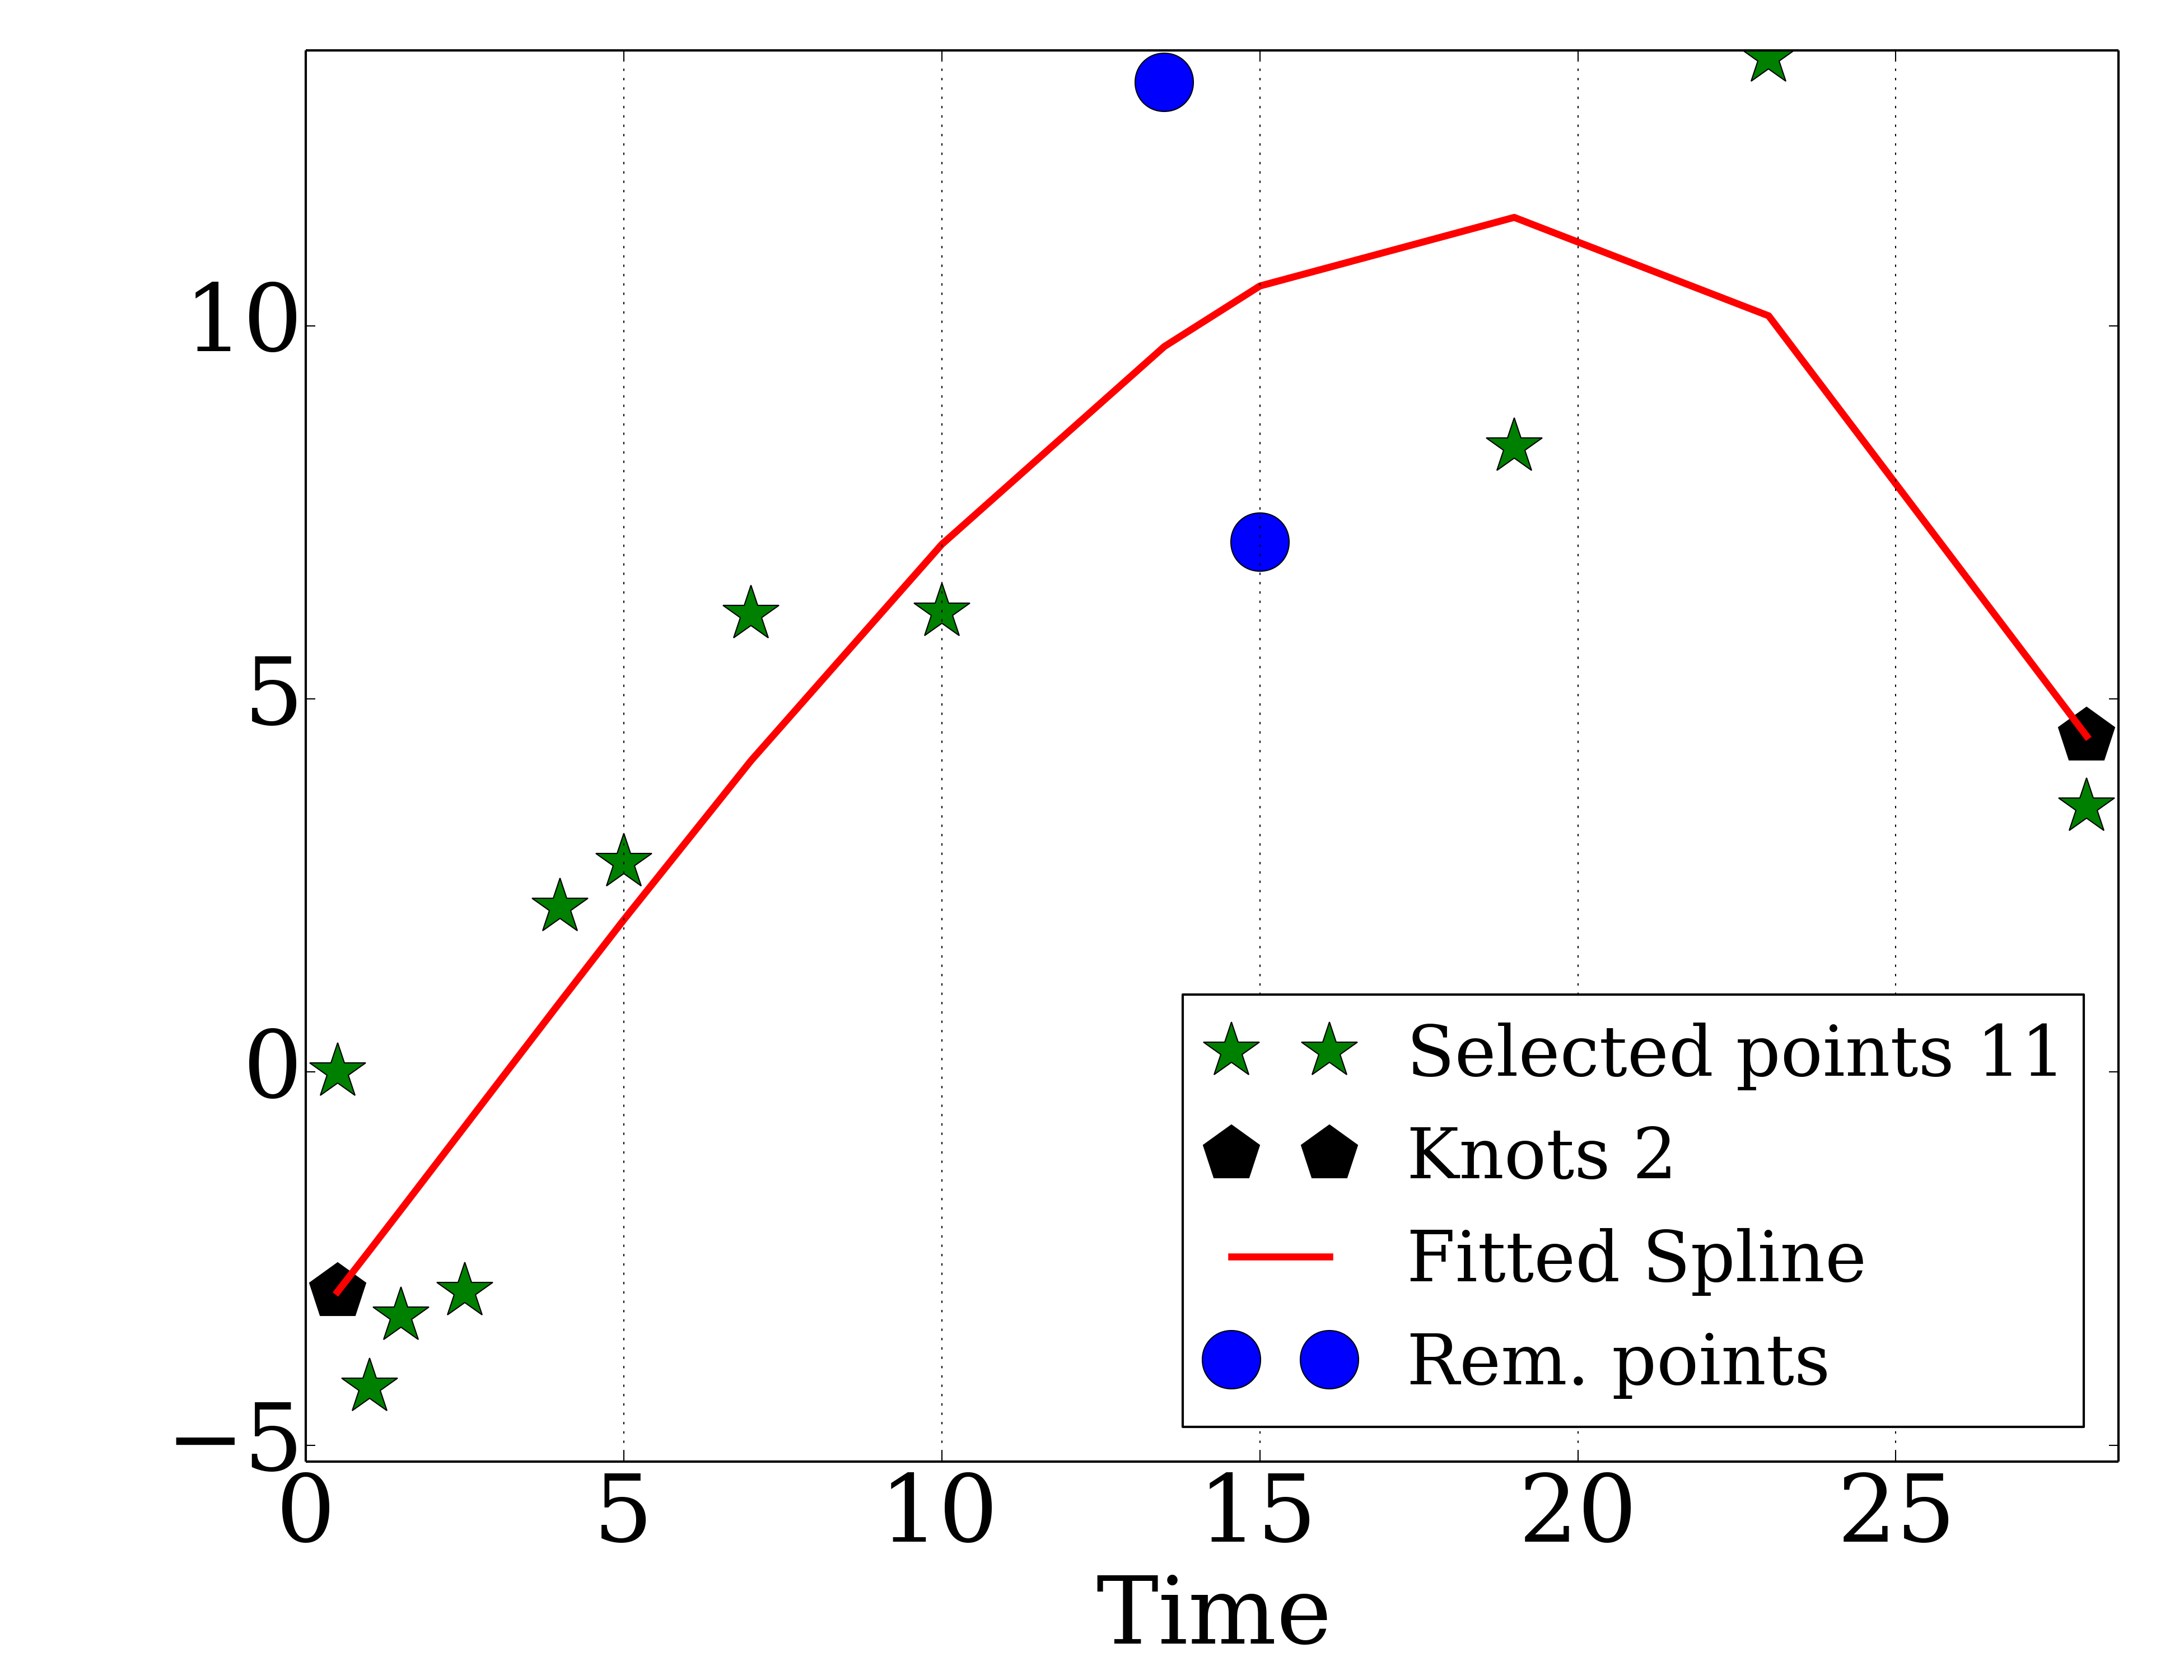 10
5
0
−5
0 5 10 15 20 25
Time
Selected points 11
Knots 2
Fitted Spline
Rem. points